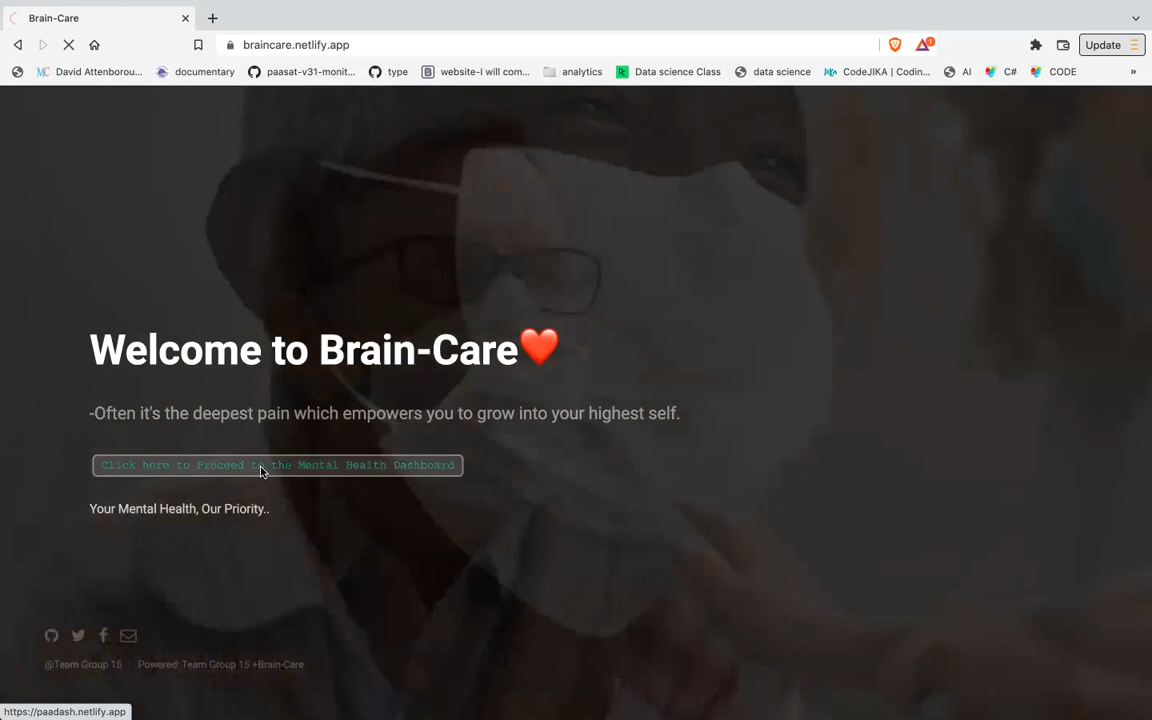 Brain-Care
braincare.netlify.app
1
Update
David Attenborou...
documentary
paasat-v31-monit...
type
website-I will com...
analytics
Data science Class
data science
CodeJIKA | Codin...
AI
C#
CODE
»
Welcome to Brain-Care❤️
-Often it's the deepest pain which empowers you to grow into your highest self.
Click here to Proceed to the Mental Health Dashboard
Your Mental Health, Our Priority..
@Team Group 15 | Powered: Team Group 15 +Brain-Care
https://paadash.netlify.app